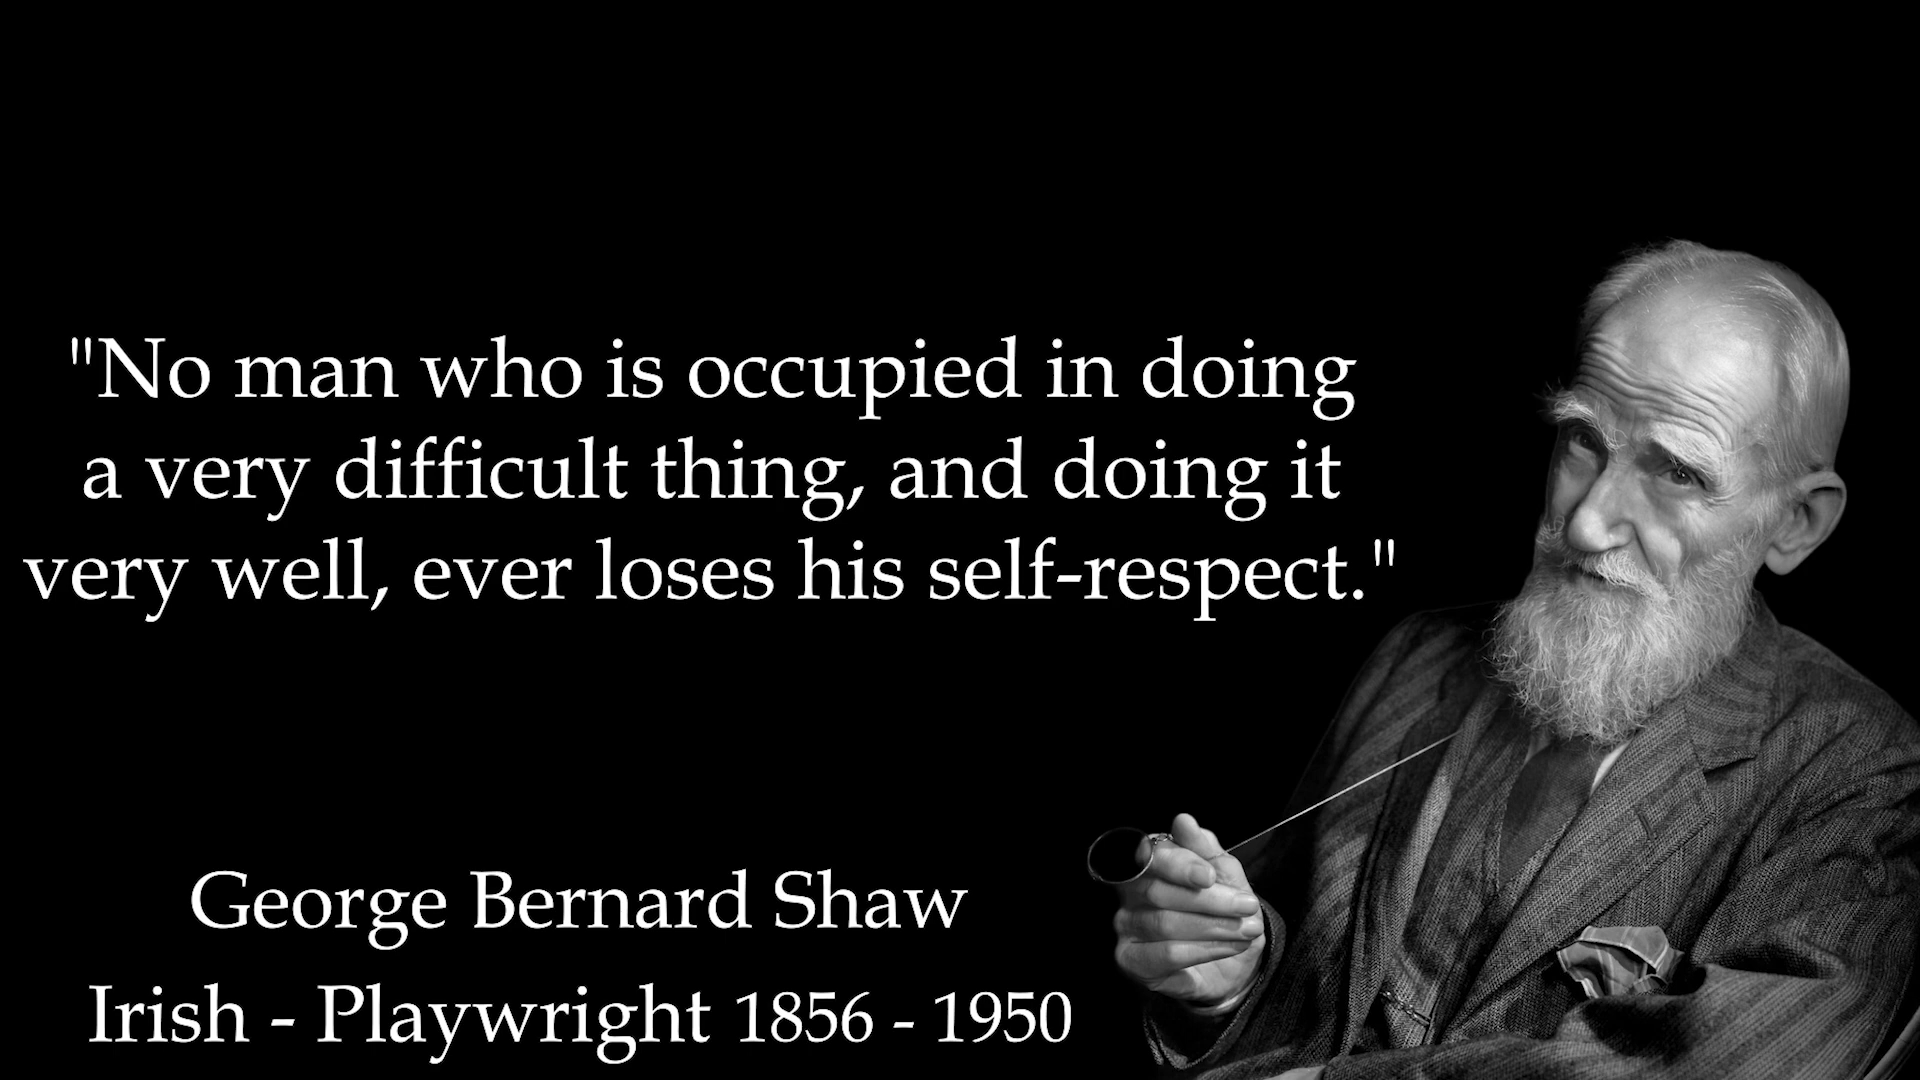 "No man who is occupied in doing
a very difficult thing, and doing it
very well, ever loses his self-respect."
George Bernard Shaw
Irish - Playwright 1856 - 1950